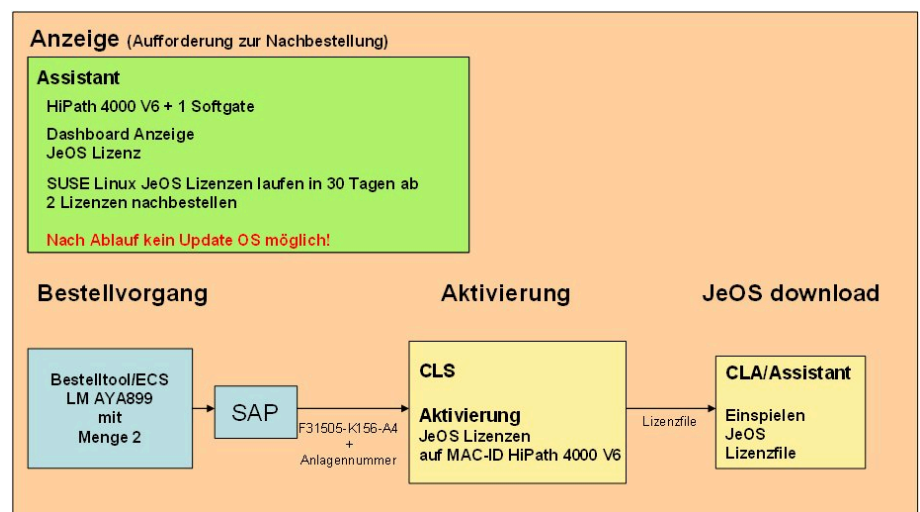 Anzeige (Aufforderung zur Nachbestellung)
Assistant
HiPath 4000 V6 + 1 Softgate
Dashboard Anzeige
JeOS Lizenz
SUSE Linux JeOS Lizenzen laufen in 30 Tagen ab
2 Lizenzen nachbestellen
Nach Ablauf kein Update OS möglich!
Bestellvorgang
Aktivierung
JeOS download
Bestelltool/ECS
LM AYA899
mit
Menge 2
SAP
F31505-K156-A4
+
Anlagennummer
CLS
Aktivierung
JeOS Lizenzen
auf MAC-ID HiPath 4000 V6
Lizenzfile
CLA/Assistant
Einspielen
JeOS
Lizenzfile